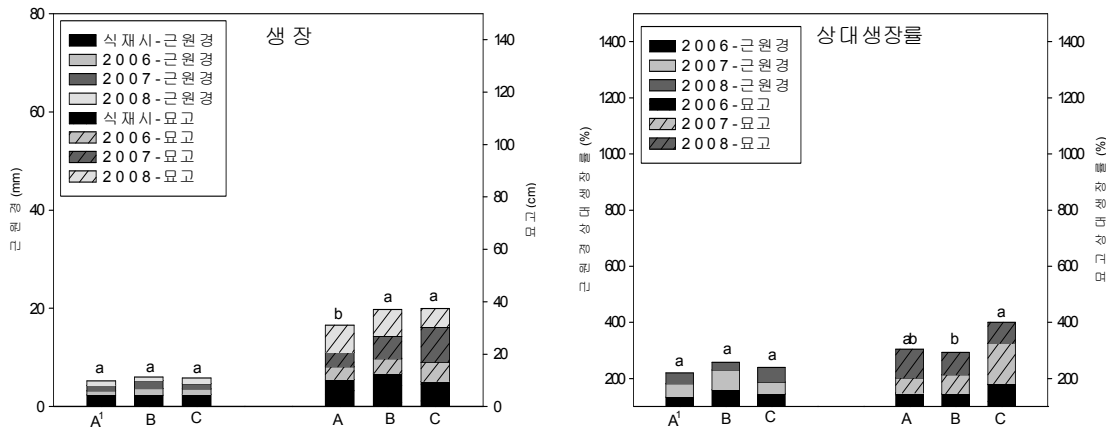 생 장
80
60
40
20
0
근 원 경 (mm)
식재시-근원경
2006-근원경
2007-근원경
2008-근원경
식재시-묘고
2006-묘고
2007-묘고
2008-묘고
a a a
b a a
A1 B C
A B C
140
120
100
80
60
40
20
0
묘고(cm)
상대생장률
1400
1200
1000
800
600
400
200
근 원 경 상 대 생 장 률 (%)
2006-근원경
2007-근원경
2008-근원경
2006-묘고
2007-묘고
2008-묘고
a a a
ab b a
A1 B C
A B C
1400
1200
1000
800
600
400
200
묘 고 상 대 생 장 률 (%)